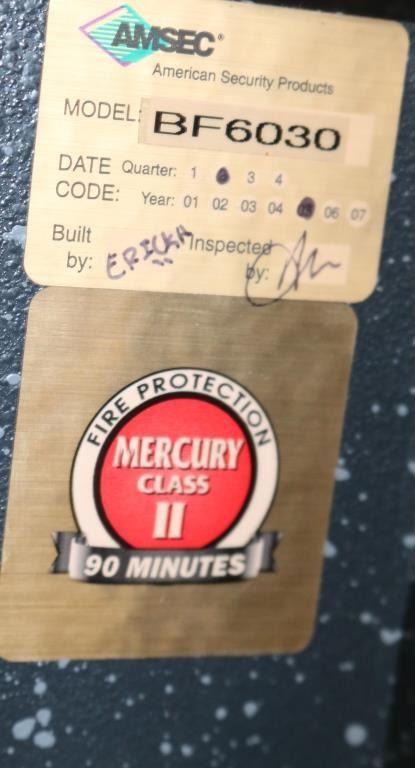 AMSEC®
American Security Products
MODEL: BF6030
DATE CODE: Quarter: 1 3 4
Year: 01 02 03 04 05 06 07
Built by: ERICKA Inspected by:
FIRE PROTECTION
MERCURY
CLASS
II
90 MINUTES